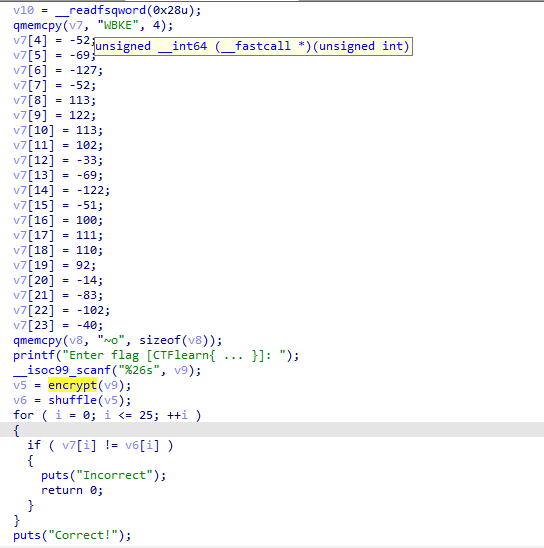 v10 = __readfsqword(0x28u);
qmemcpy(v7, "WBKE", 4);
v7[4] = -52;
unsigned __int64 (__fastcall *)(unsigned int)
v7[5] = -69;
v7[6] = -127;
v7[7] = -52;
v7[8] = 113;
v7[9] = 122;
v7[10] = 113;
v7[11] = 102;
v7[12] = -33;
v7[13] = -69;
v7[14] = -122;
v7[15] = -51;
v7[16] = 100;
v7[17] = 111;
v7[18] = 110;
v7[19] = 92;
v7[20] = -14;
v7[21] = -83;
v7[22] = -102;
v7[23] = -40;
qmemcpy(v8, "~o", sizeof(v8));
printf("Enter flag [CTFlearn{ ... }]: ");
__isoc99_scanf("%26s", v9);
v5 = encrypt(v9);
v6 = shuffle(v5);
for ( i = 0; i <= 25; ++i )
{
if ( v7[i] != v6[i] )
{
puts("Incorrect");
return 0;
}
}
puts("Correct!");